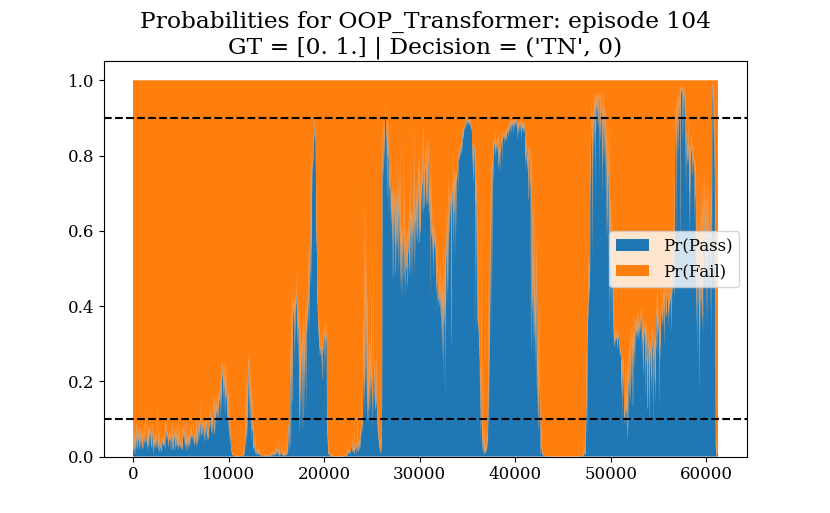 Probabilities for OOP_Transformer: episode 104
GT = [0. 1.] | Decision = ('TN', 0)
1.0
0.8
0.6
0.4
0.2
0.0
Pr(Pass)
Pr(Fail)
0 10000 20000 30000 40000 50000 60000